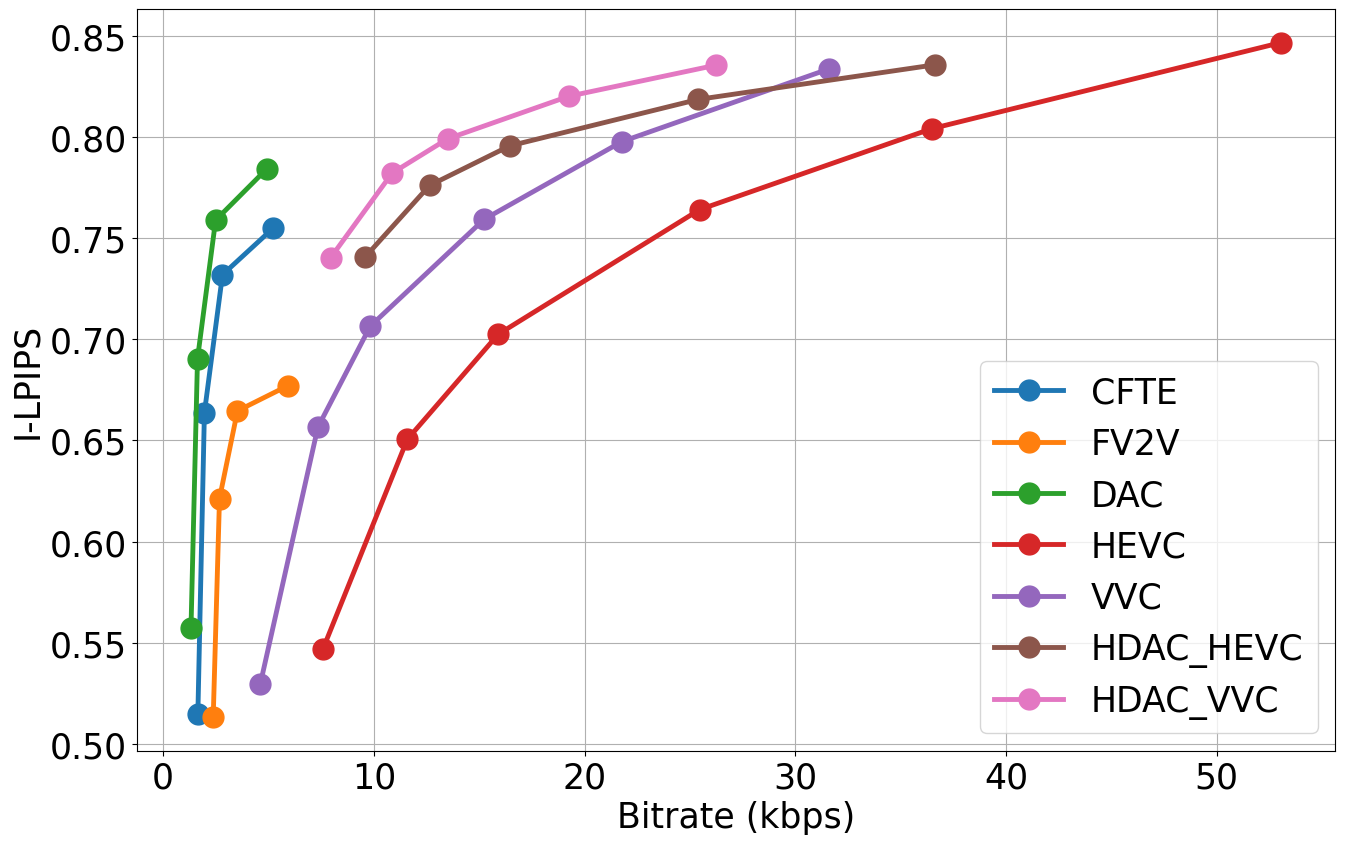 0.85
0.80
0.75
0.70
0.65
0.60
0.55
0.50
I-LPIPS
0 10 20 30 40 50
Bitrate (kbps)
CFTE
FV2V
DAC
HEVC
VVC
HDAC_HEVC
HDAC_VVC